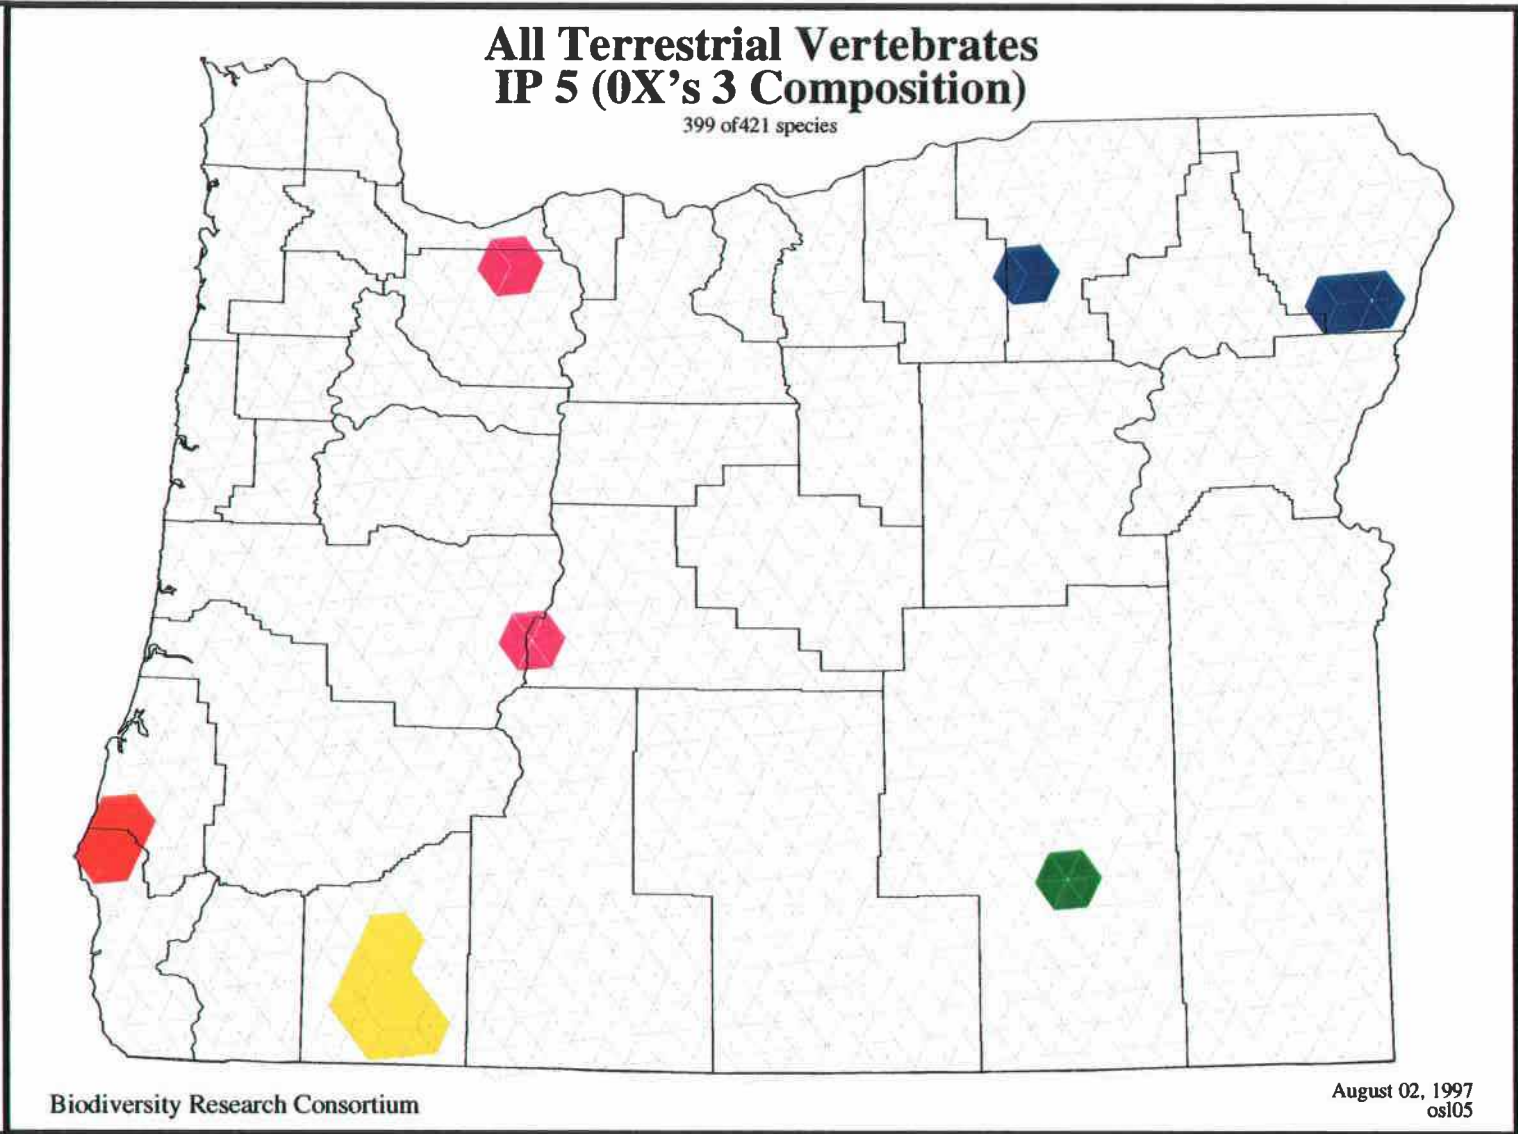 All Terrestrial Vertebrates
IP 5 (0X's 3 Composition)
399 of421 species
Biodiversity Research Consortium
August 02, 1997
osl05